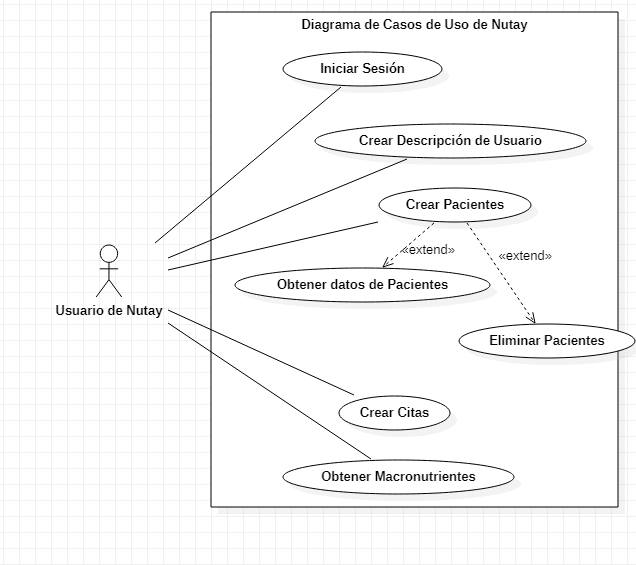 Diagrama de Casos de Uso de Nutay
Iniciar Sesión
Crear Descripción de Usuario
Crear Pacientes
«extend»
«extend»
Obtener datos de Pacientes
Usuario de Nutay
Eliminar Pacientes
Crear Citas
Obtener Macronutrientes